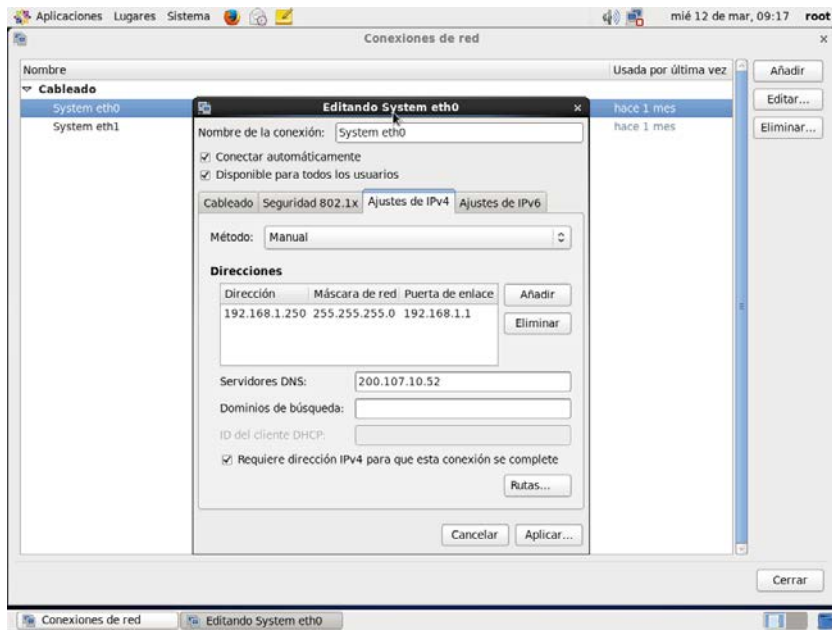 Aplicaciones Lugares Sistema mié 12 de mar, 09:17 root
Conexiones de red
Nombre Usada por última vez Añadir
Cableado
System eth0 hace 1 mes Editar...
System eth1 hace 1 mes Eliminar...
Editando System eth0
Nombre de la conexión: System eth0
Conectar automáticamente
Disponible para todos los usuarios
Cableado Seguridad 802.1x Ajustes de IPv4 Ajustes de IPv6
Método: Manual
Direcciones
Dirección Máscara de red Puerta de enlace Añadir
192.168.1.250 255.255.255.0 192.168.1.1
Eliminar
Servidores DNS: 200.107.10.52
Dominios de búsqueda:
ID del cliente DHCP:
Requiere dirección IPv4 para que esta conexión se complete
Rutas...
Cancelar Aplicar...
Cerrar
Conexiones de red Editando System eth0